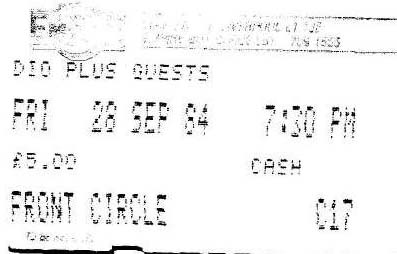 DIO PLUS GUESTS
FRI 28 SEP 84 7:30 PM
£5.00 CASH
FRONT CIRCLE C17